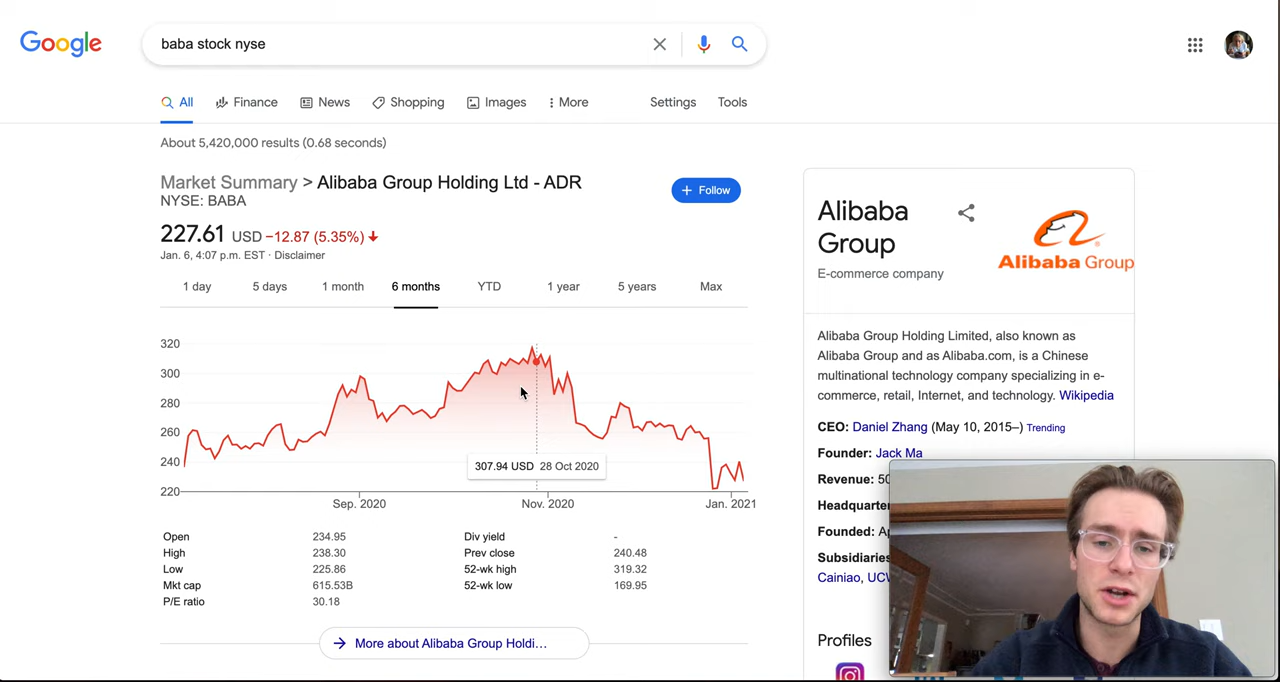 Google
baba stock nyse
All
Finance
News
Shopping
Images
More
Settings
Tools
About 5,420,000 results (0.68 seconds)
Market Summary > Alibaba Group Holding Ltd - ADR
NYSE: BABA
+ Follow
227.61 USD −12.87 (5.35%)
Jan. 6, 4:07 p.m. EST · Disclaimer
1 day
5 days
1 month
6 months
YTD
1 year
5 years
Max
320
300
280
260
240
220
307.94 USD 28 Oct 2020
Sep. 2020
Nov. 2020
Jan. 2021
Open 234.95
High 238.30
Low 225.86
Mkt cap 615.53B
P/E ratio 30.18
Div yield -
Prev close 240.48
52-wk high 319.32
52-wk low 169.95
More about Alibaba Group Holdi...
Alibaba
Group
E-commerce company
Alibaba Group
Alibaba Group Holding Limited, also known as
Alibaba Group and as Alibaba.com, is a Chinese
multinational technology company specializing in e-
commerce, retail, Internet, and technology. Wikipedia
CEO: Daniel Zhang (May 10, 2015–) Trending
Founder: Jack Ma
Revenue: 50
Headquarte
Founded: A
Subsidiaries
Cainiao, UCW
Profiles